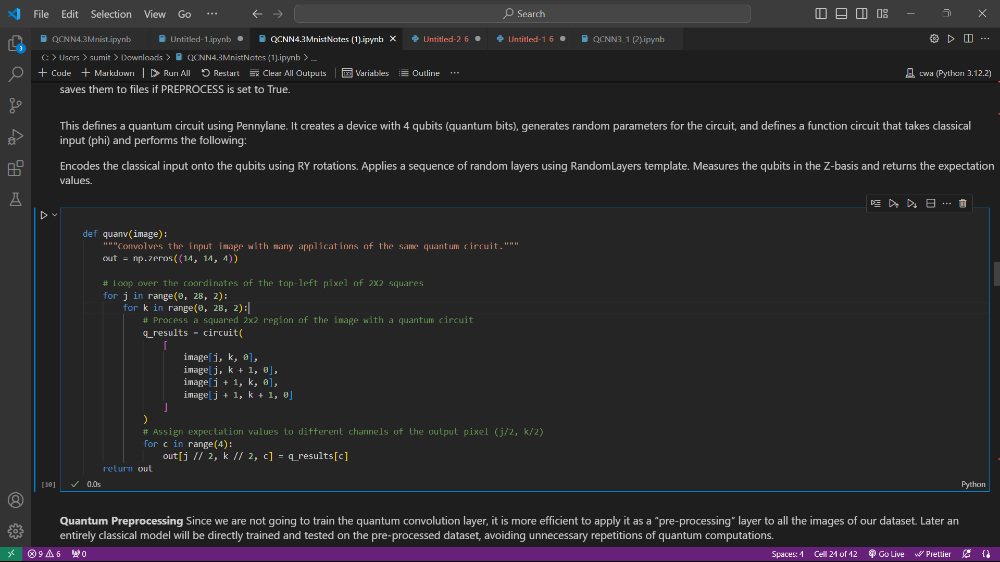 File Edit Selection View Go ··· Search
QCNN4.3Mnist.ipynb Untitled-1.ipynb QCNN4.3MnistNotes (1).ipynb Untitled-2 6 Untitled-1 6 QCNN3_1 (2).ipynb
3
C: > Users > sumit > Downloads > QCNN4.3MnistNotes (1).ipynb > ...
+ Code + Markdown Run All Restart Clear All Outputs Variables Outline ··· cwa (Python 3.12.2)
saves them to files if PREPROCESS is set to True.
This defines a quantum circuit using Pennylane. It creates a device with 4 qubits (quantum bits), generates random parameters for the circuit, and defines a function circuit that takes classical
input (phi) and performs the following:
Encodes the classical input onto the qubits using RY rotations. Applies a sequence of random layers using RandomLayers template. Measures the qubits in the Z-basis and returns the expectation
values.
def quanv(image):
    """Convolves the input image with many applications of the same quantum circuit."""
    out = np.zeros((14, 14, 4))
    # Loop over the coordinates of the top-left pixel of 2X2 squares
    for j in range(0, 28, 2):
        for k in range(0, 28, 2):
            # Process a squared 2x2 region of the image with a quantum circuit
            q_results = circuit(
                [
                    image[j, k, 0],
                    image[j, k + 1, 0],
                    image[j + 1, k, 0],
                    image[j + 1, k + 1, 0]
                ]
            )
            # Assign expectation values to different channels of the output pixel (j/2, k/2)
            for c in range(4):
                out[j // 2, k // 2, c] = q_results[c]
    return out
[10] 0.0s Python
Quantum Preprocessing Since we are not going to train the quantum convolution layer, it is more efficient to apply it as a “pre-processing” layer to all the images of our dataset. Later an
entirely classical model will be directly trained and tested on the pre-processed dataset, avoiding unnecessary repetitions of quantum computations.
9 6 0 Spaces: 4 Cell 24 of 42 Go Live Prettier